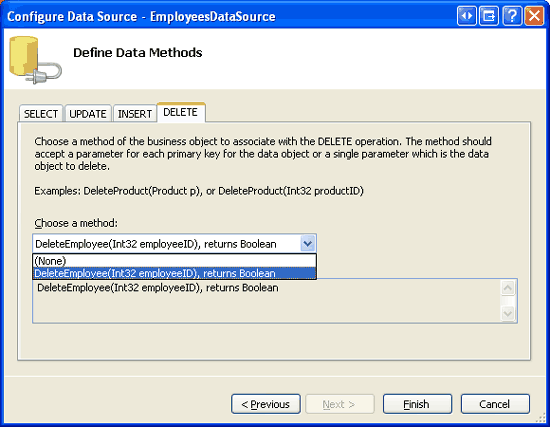 Configure Data Source - EmployeesDataSource
Define Data Methods
SELECT UPDATE INSERT DELETE
Choose a method of the business object to associate with the DELETE operation. The method should
accept a parameter for each primary key for the data object or a single parameter which is the data
object to delete.
Examples: DeleteProduct(Product p), or DeleteProduct(Int32 productID)
Choose a method:
DeleteEmployee(Int32 employeeID), returns Boolean
(None)
DeleteEmployee(Int32 employeeID), returns Boolean
DeleteEmployee(Int32 employeeID), returns Boolean
< Previous Next > Finish Cancel